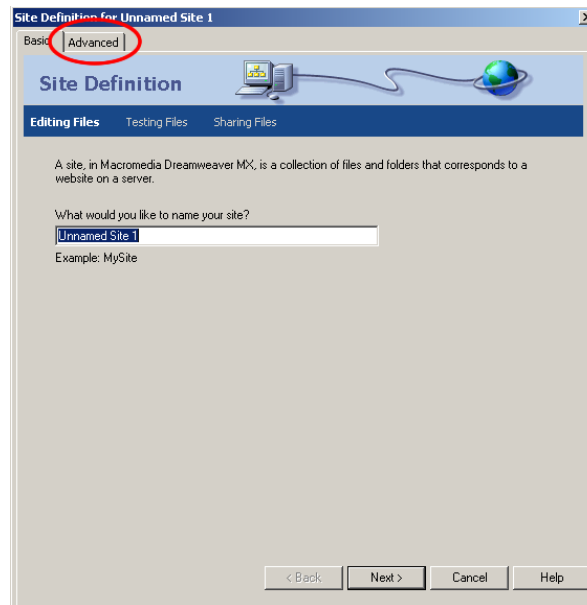 Site Definition for Unnamed Site 1
Basic Advanced
Site Definition
Editing Files Testing Files Sharing Files
A site, in Macromedia Dreamweaver MX, is a collection of files and folders that corresponds to a
website on a server.
What would you like to name your site?
Unnamed Site 1
Example: MySite
< Back Next > Cancel Help